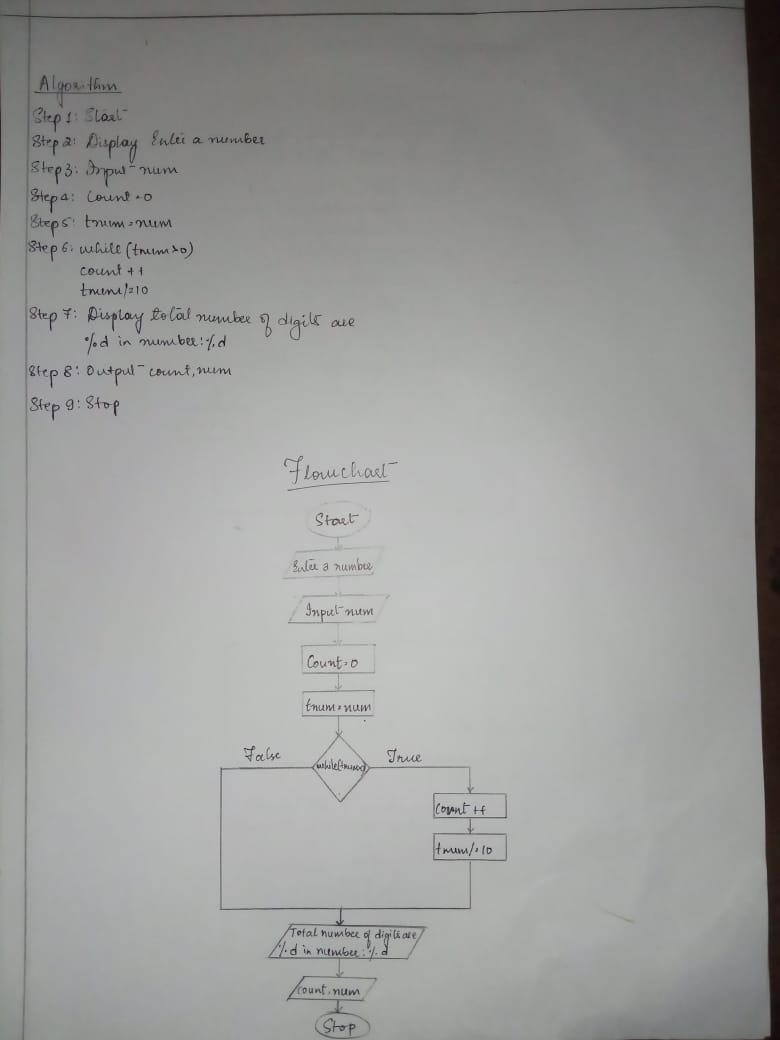 Algorithm
Step 1: Start
Step 2: Display Enter a number
Step 3: Input num
Step 4: Count=0
Step 5: tnum=num
Step 6: while (tnum>0)
count ++
tnum/=10
Step 7: Display total number of digits are
%d in number:%d
Step 8: Output count, num
Step 9: Stop
Flowchart
Start
Enter a number
Input num
Count=0
tnum=num
False
True
while(tnum>0)
Count ++
tnum/=10
Total number of digits are
%d in number:%d
count, num
Stop